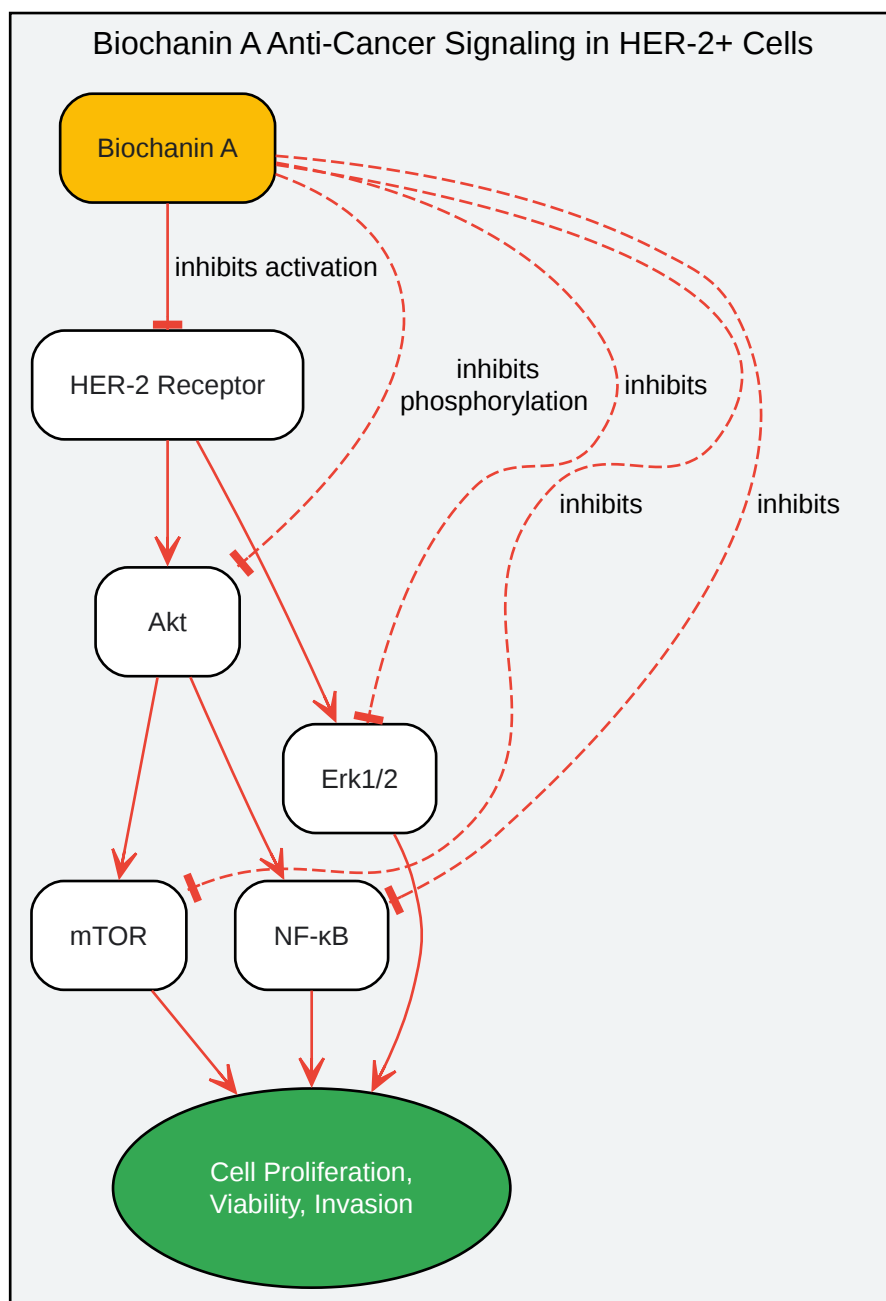 Biochanin A Anti-Cancer Signaling in HER-2+ Cells
Biochanin A
inhibits activation
HER-2 Receptor
inhibits
phosphorylation
inhibits
inhibits
inhibits
Akt
Erk1/2
mTOR
NF-κB
Cell Proliferation,
Viability, Invasion